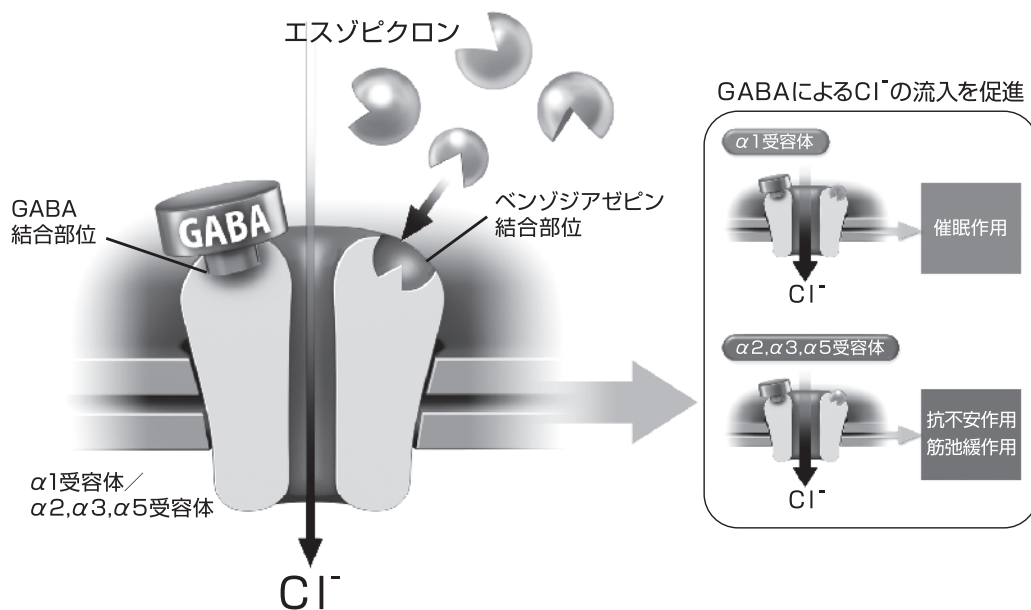 エスゾピクロン
GABA
結合部位
GABA
ベンゾジアゼピン
結合部位
α1受容体／
α2,α3,α5受容体
Cl⁻
GABAによるCl⁻の流入を促進
α1受容体
催眠作用
Cl⁻
α2,α3,α5受容体
抗不安作用
筋弛緩作用
Cl⁻